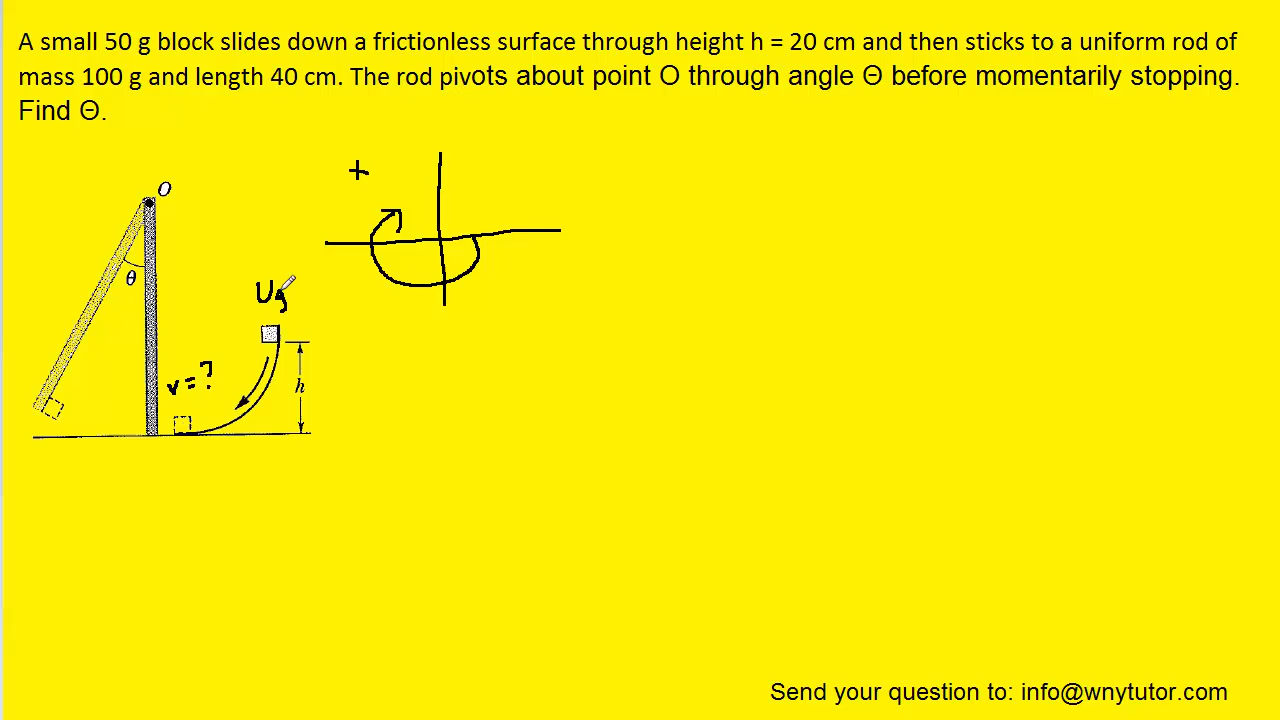 A small 50 g block slides down a frictionless surface through height h = 20 cm and then sticks to a uniform rod of
mass 100 g and length 40 cm. The rod pivots about point O through angle Θ before momentarily stopping.
Find Θ.
+
O
θ
Ug
v = ?
h
Send your question to: info@wnytutor.com